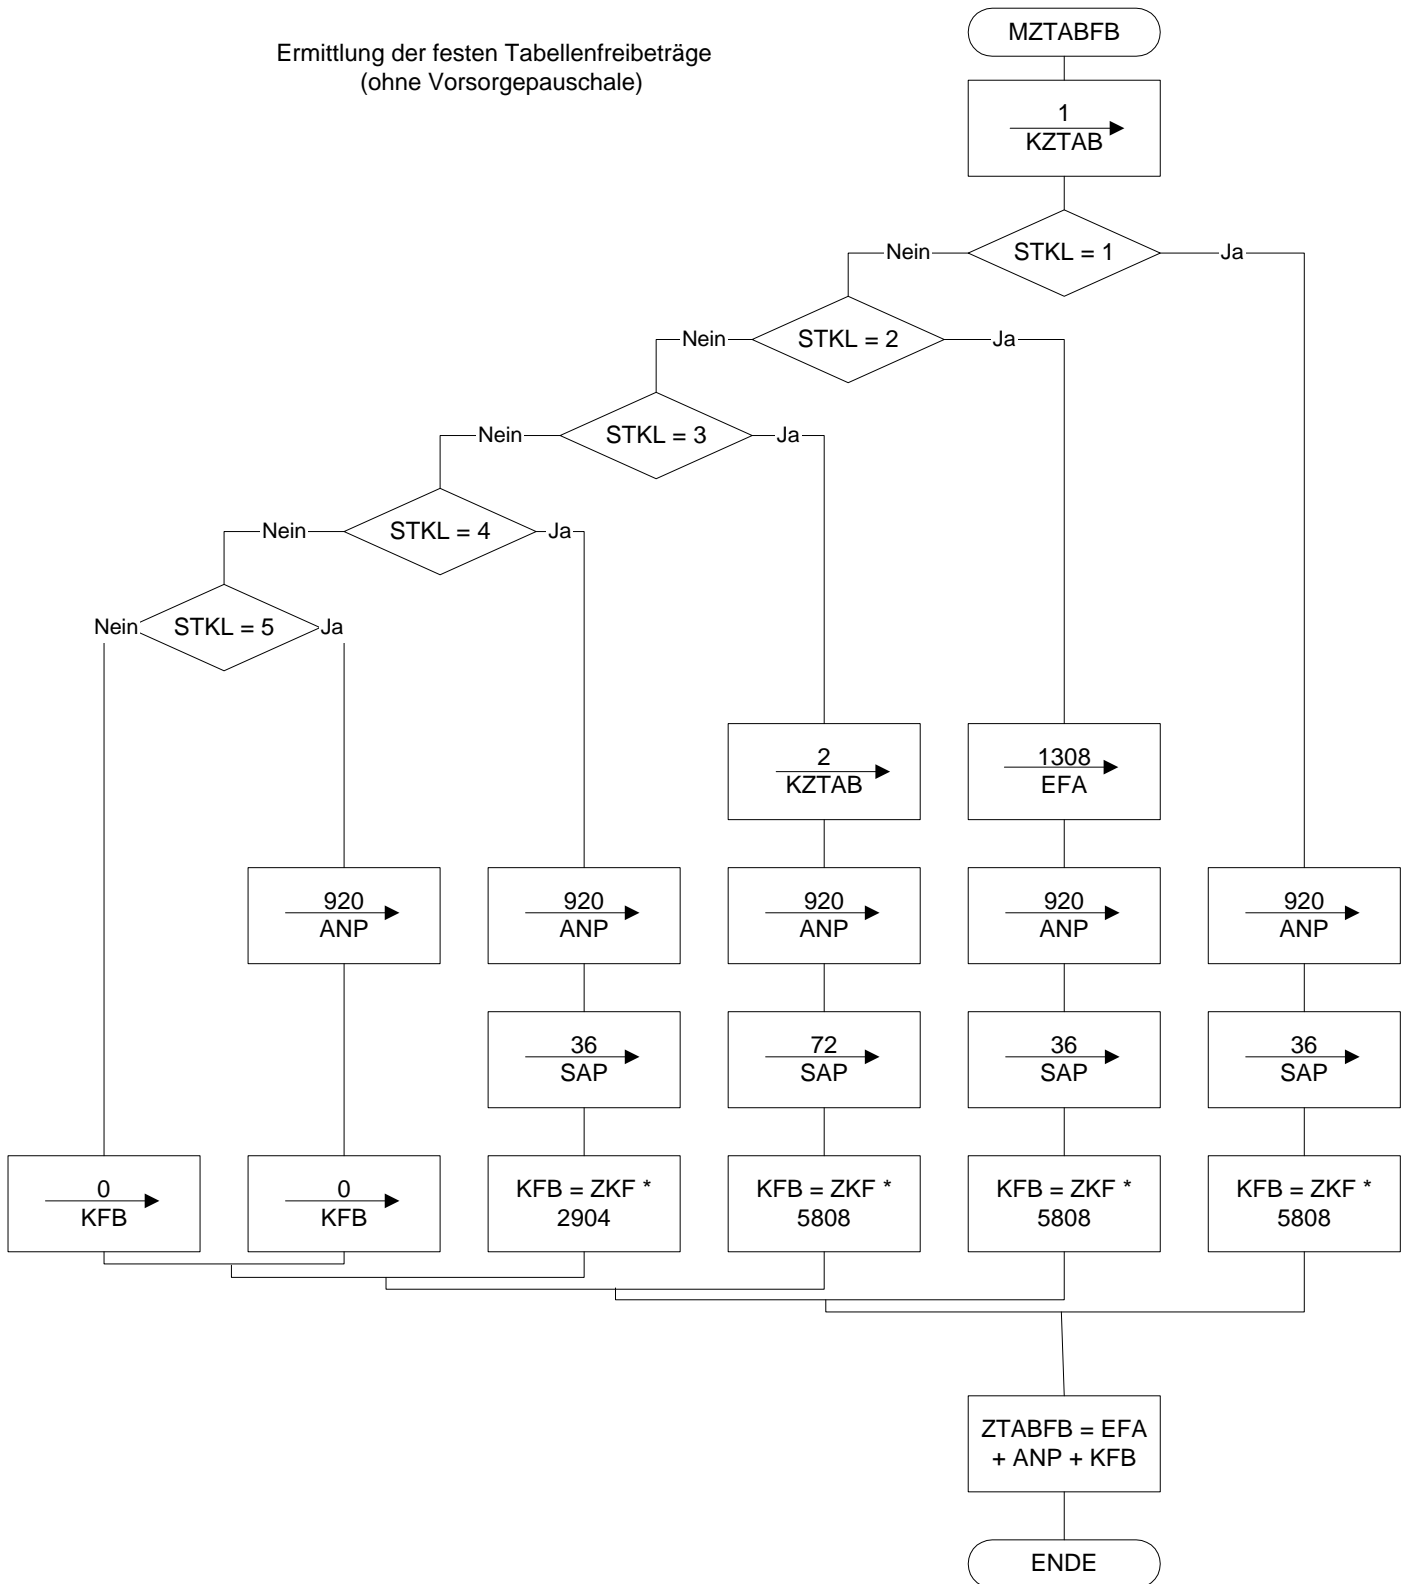 MZTABFB
Ermittlung der festen Tabellenfreibeträge
(ohne Vorsorgepauschale)
1
KZTAB
Nein
STKL = 1
Ja
Nein
STKL = 2
Ja
Nein
STKL = 3
Ja
Nein
STKL = 4
Ja
Nein
STKL = 5
Ja
2
KZTAB
1308
EFA
920
ANP
920
ANP
920
ANP
920
ANP
920
ANP
36
SAP
72
SAP
36
SAP
36
SAP
0
KFB
0
KFB
KFB = ZKF *
2904
KFB = ZKF *
5808
KFB = ZKF *
5808
KFB = ZKF *
5808
ZTABFB = EFA
+ ANP + KFB
ENDE